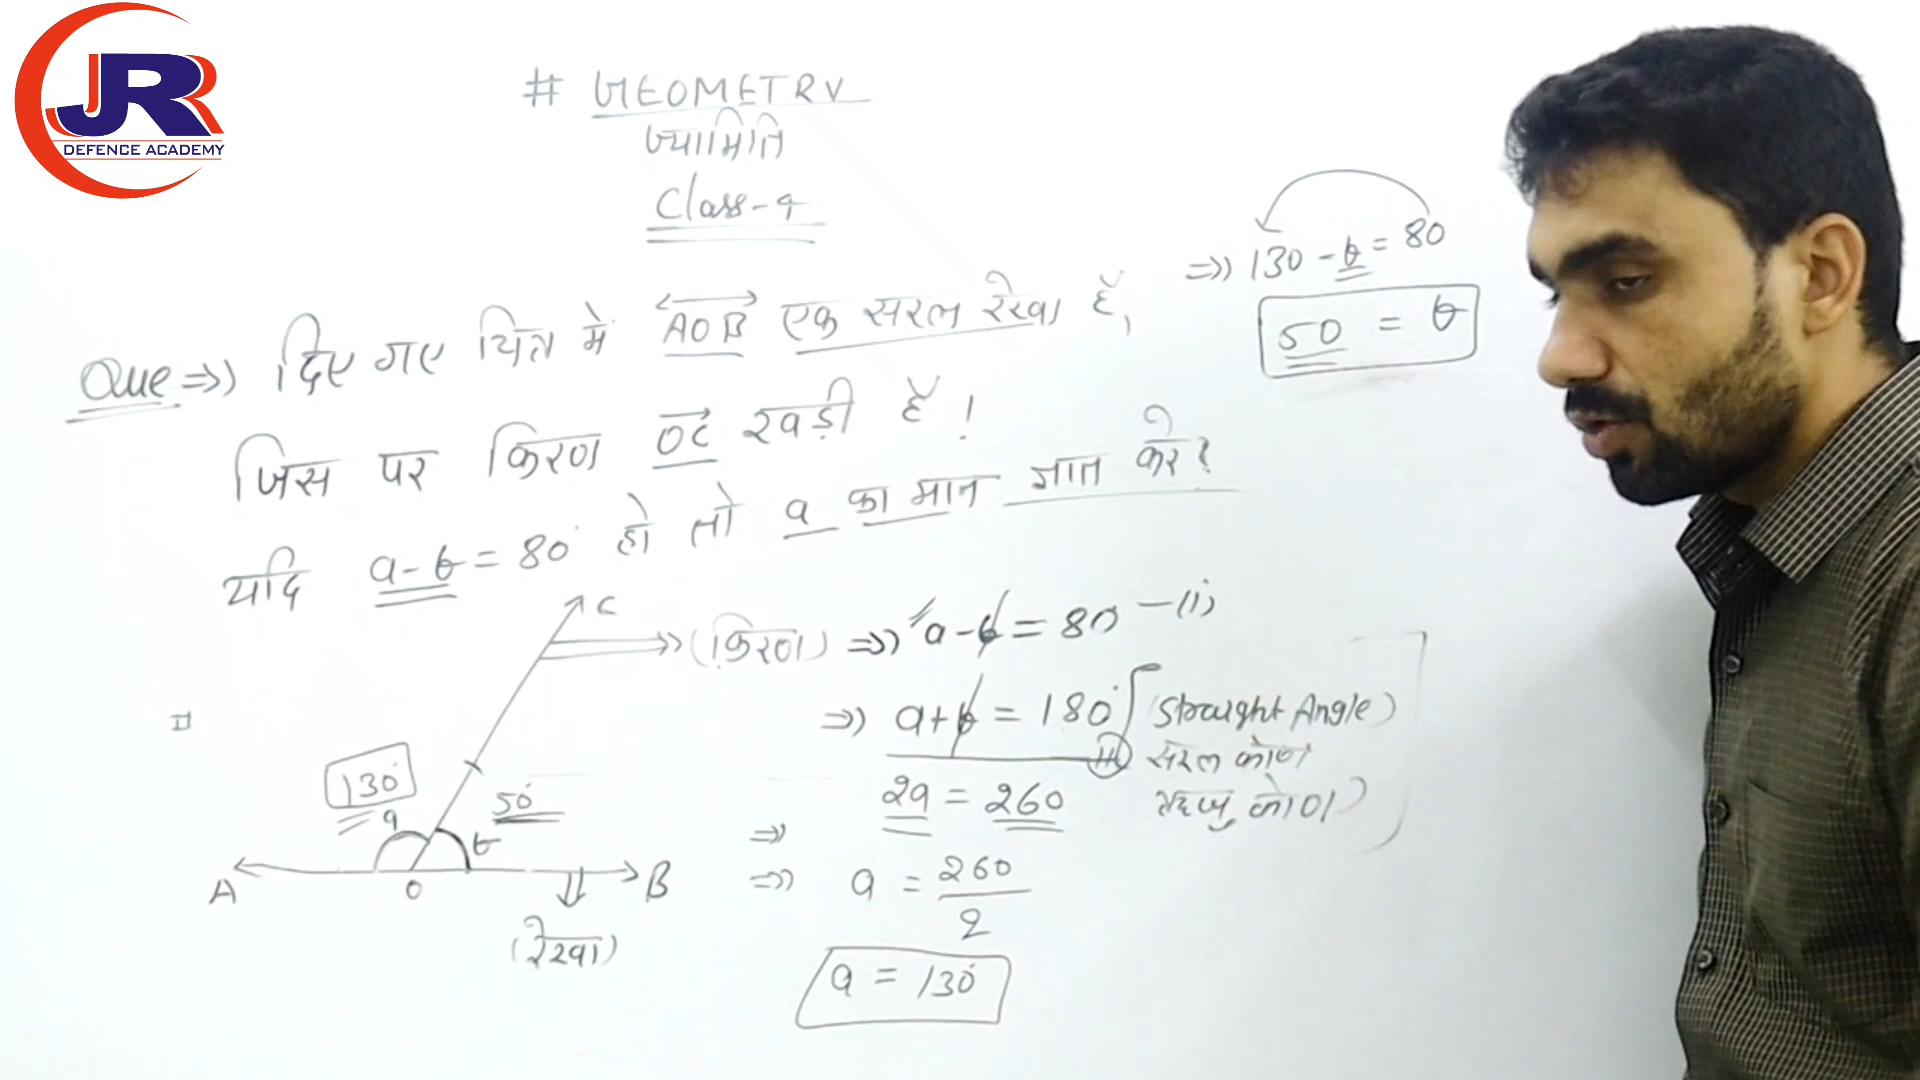 JR
DEFENCE ACADEMY
# GEOMETRY
ज्यामिति
Class-4
Que ⇒ दिए गए चित्र में AOB एक सरल रेखा है,
जिस पर किरण OC खड़ी है !
यदि a-b = 80° हो तो a का मान ज्ञात करे ?
⇒ 130 - b = 80
50 = b
C
(किरण) ⇒ a-b = 80 -(i)
⇒ a+b = 180° (Straight Angle)
सरल कोण
कोण)
2a = 260
⇒
⇒ a = 260/2
a = 130°
130°
a
50°
b
A
O
B
(रेखा)